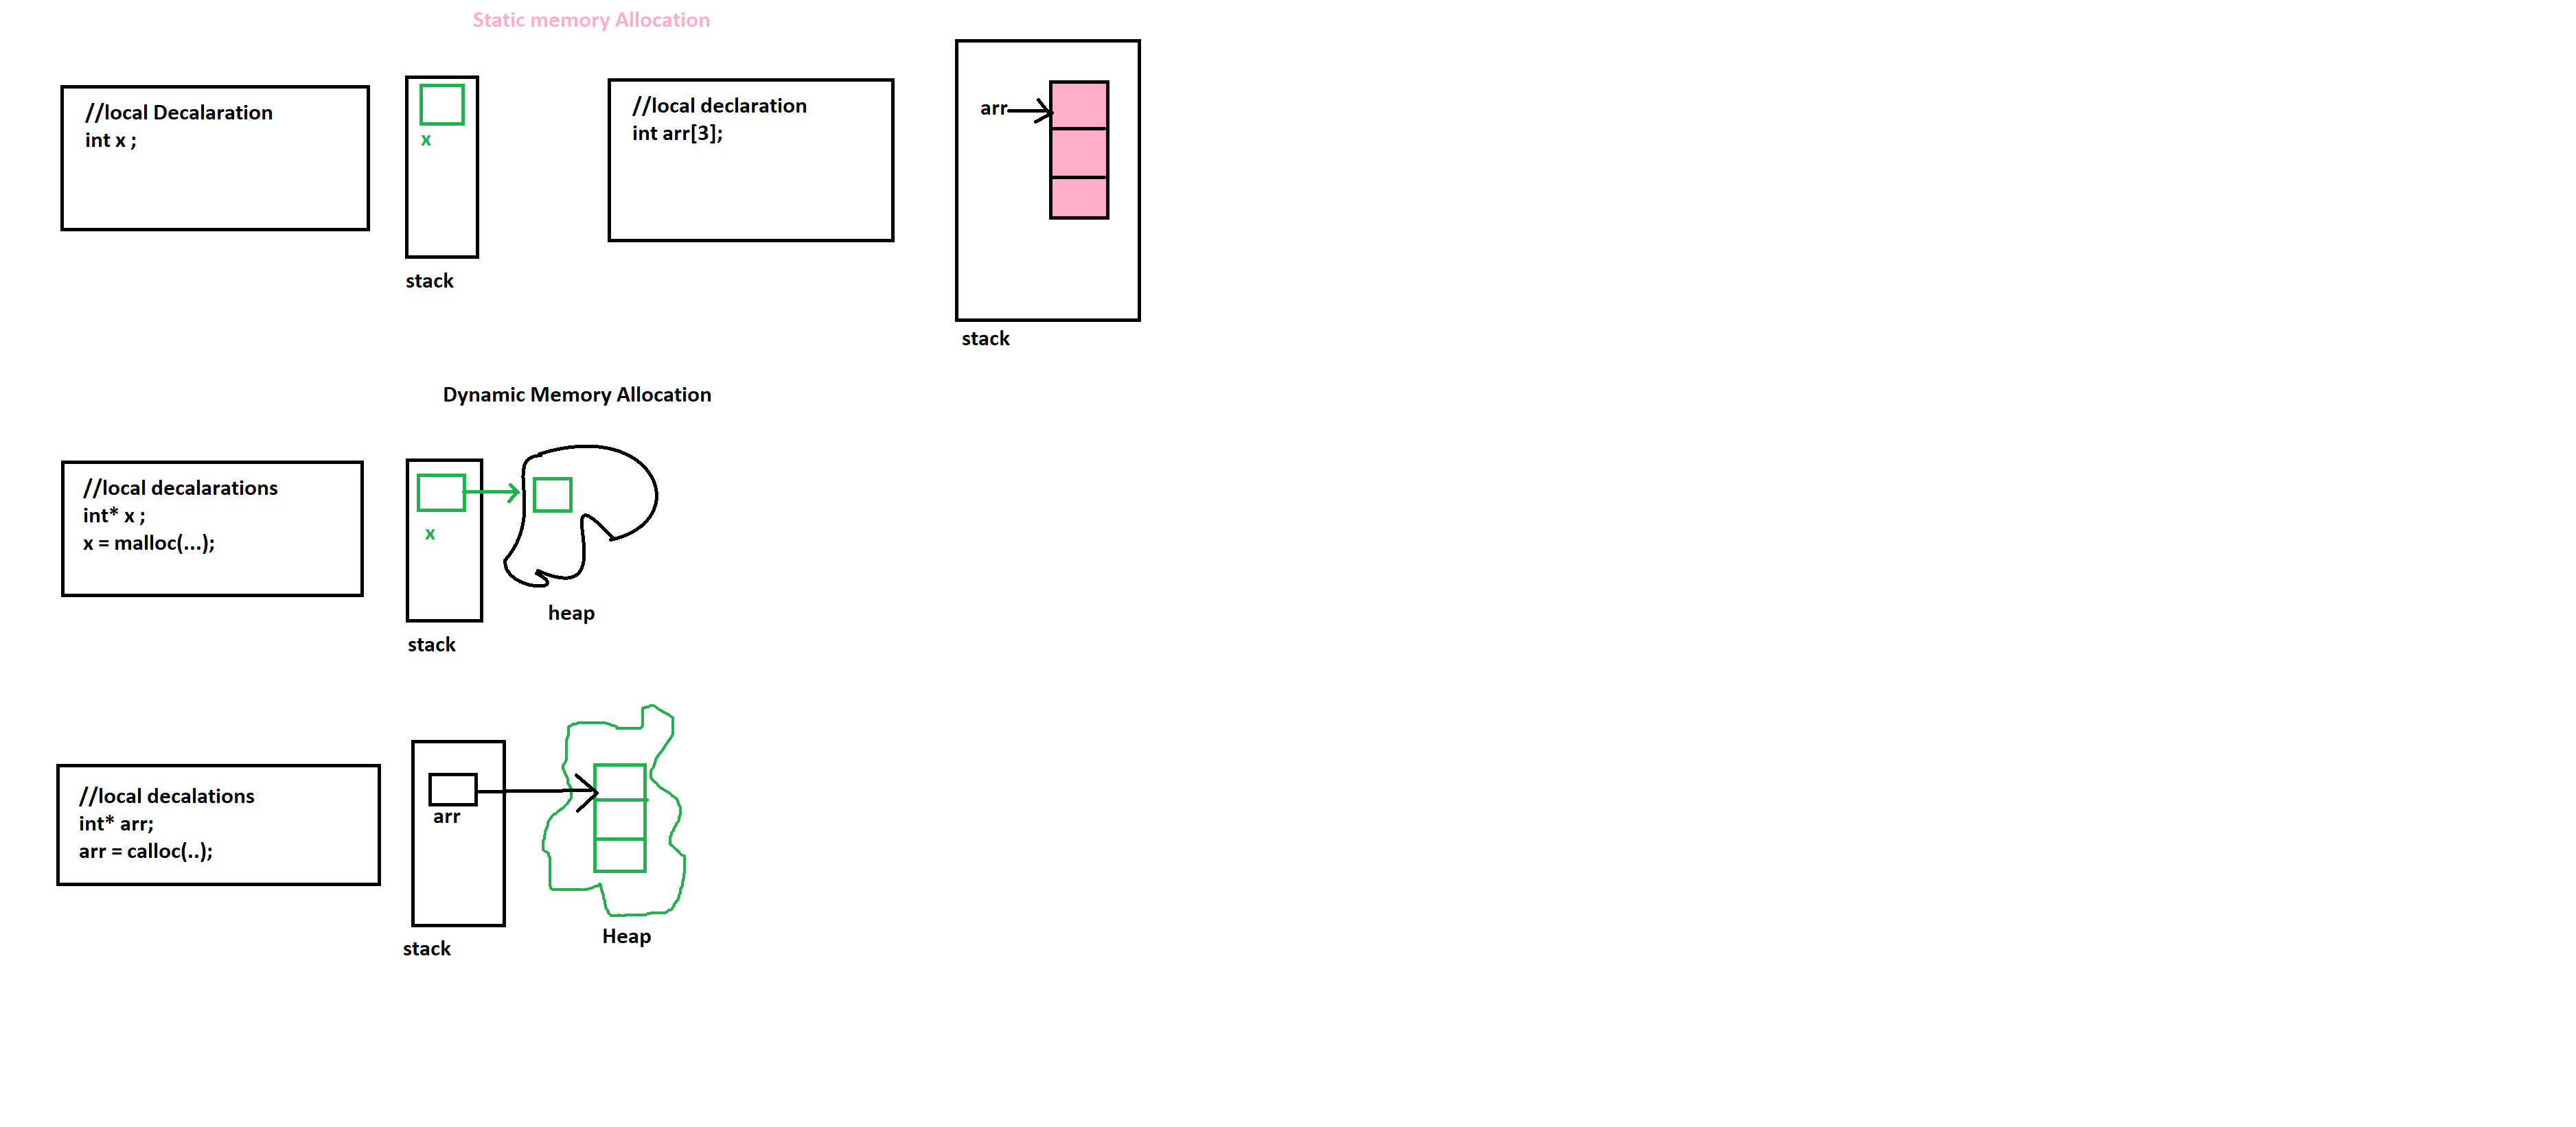 Static memory Allocation
//local Decalaration
int x ;
x
stack
//local declaration
int arr[3];
arr
stack
Dynamic Memory Allocation
//local decalarations
int* x ;
x = malloc(...);
x
stack
heap
//local decalations
int* arr;
arr = calloc(..);
arr
stack
Heap